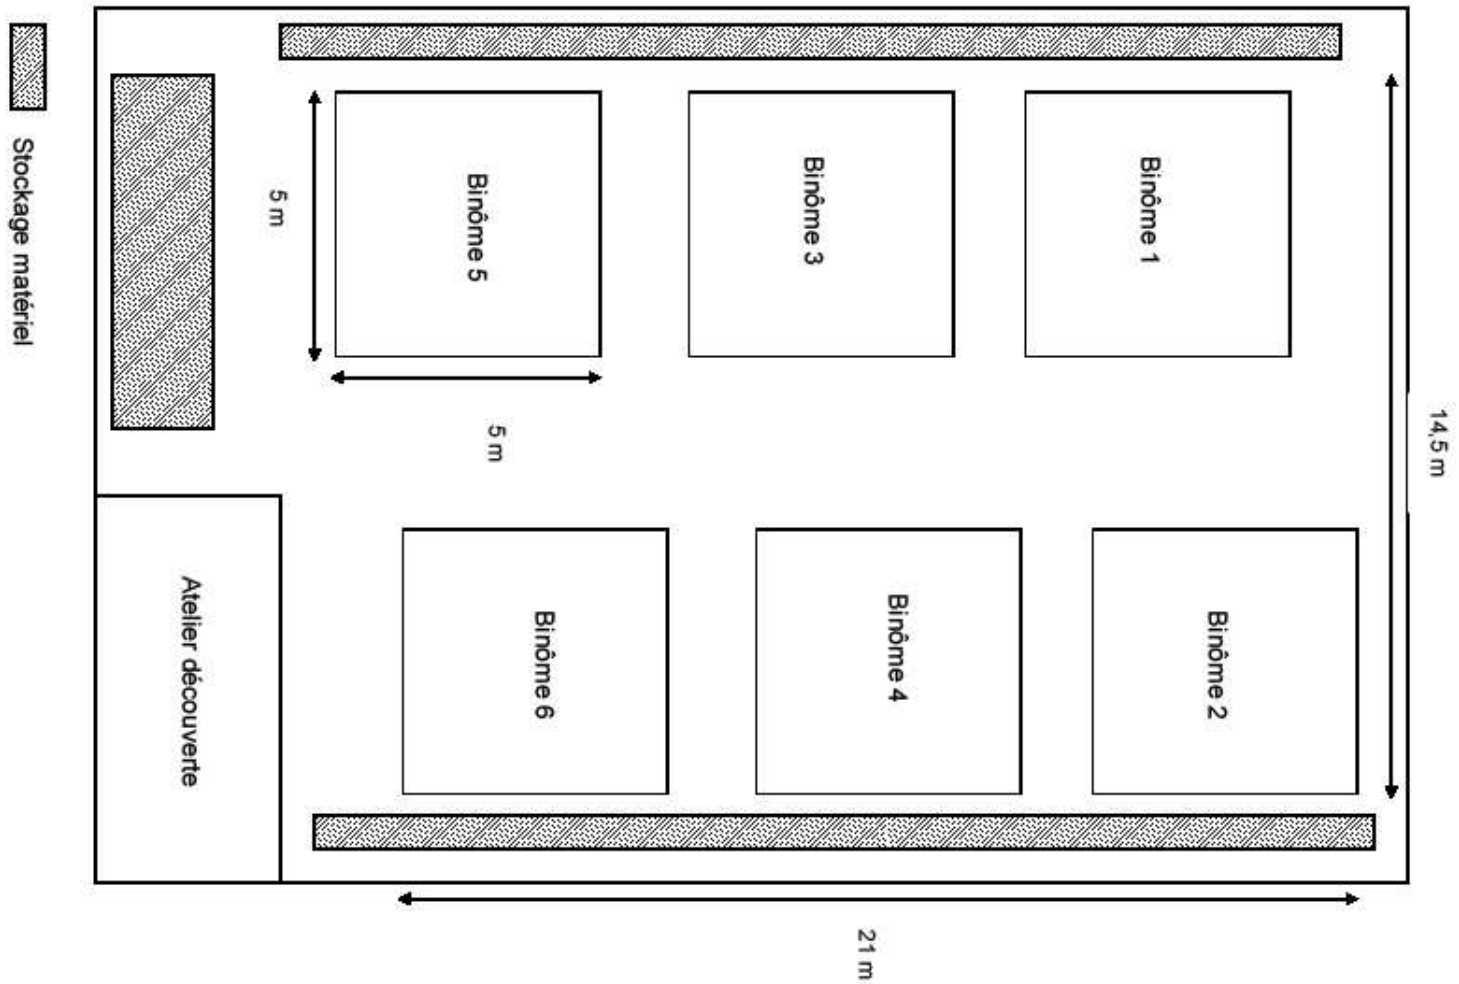 14,5 m
Binôme 1
Binôme 2
Binôme 3
Binôme 4
21 m
Binôme 5
5 m
Binôme 6
5 m
Atelier découverte
Stockage matériel